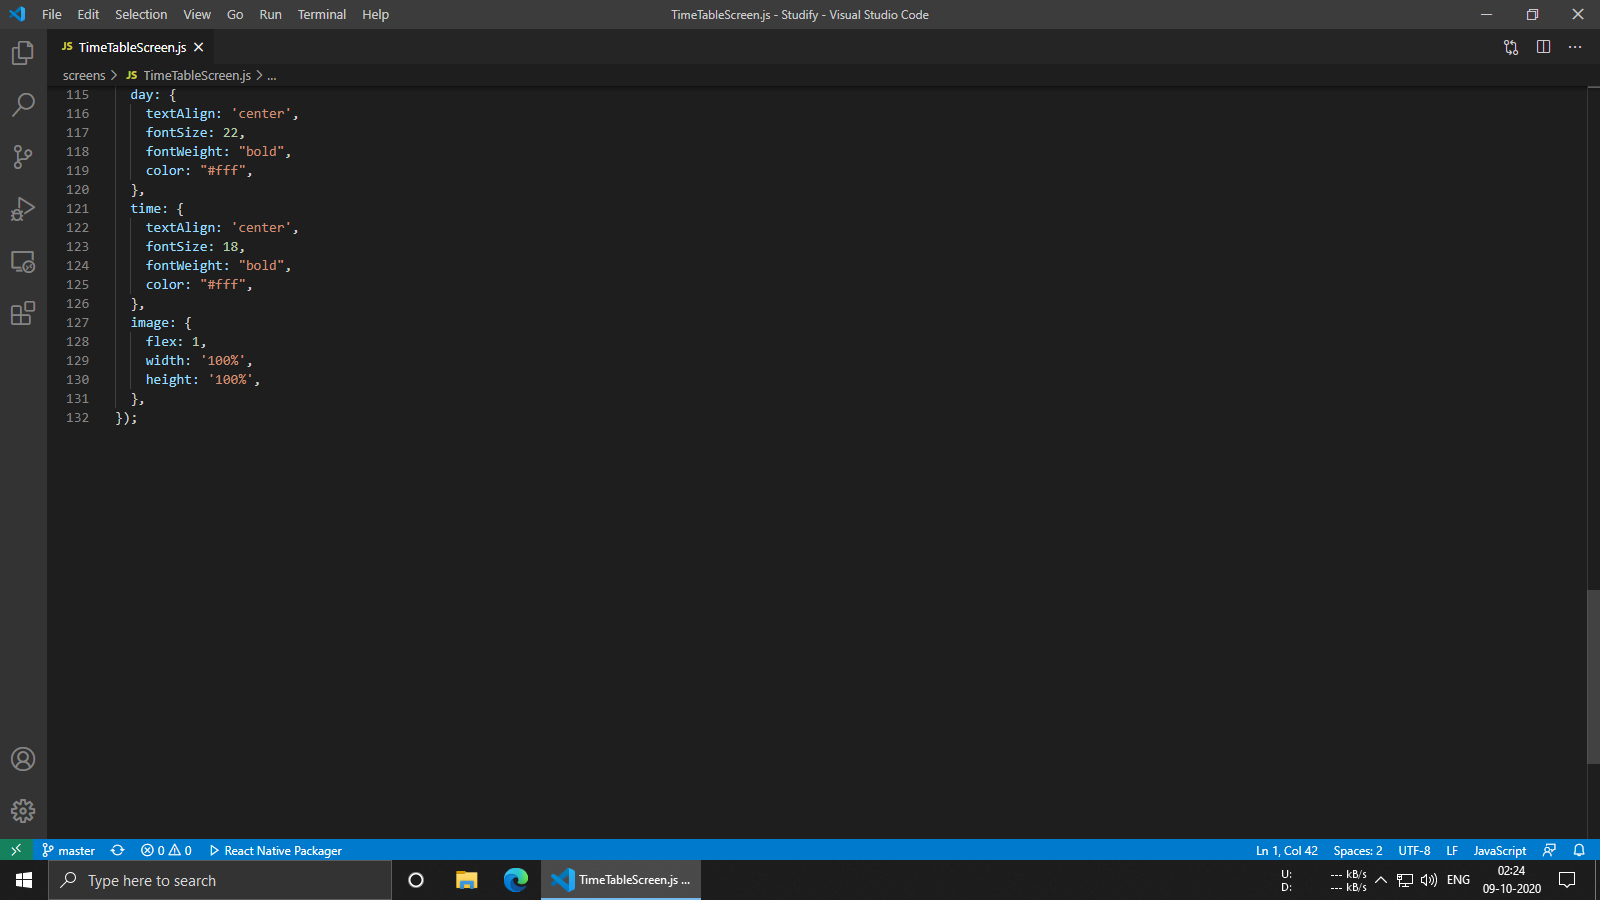 File Edit Selection View Go Run Terminal Help TimeTableScreen.js - Studify - Visual Studio Code
JS TimeTableScreen.js
screens > JS TimeTableScreen.js > ...
115 day: {
116 textAlign: 'center',
117 fontSize: 22,
118 fontWeight: "bold",
119 color: "#fff",
120 },
121 time: {
122 textAlign: 'center',
123 fontSize: 18,
124 fontWeight: "bold",
125 color: "#fff",
126 },
127 image: {
128 flex: 1,
129 width: '100%',
130 height: '100%',
131 },
132 });
master 0 0 React Native Packager Ln 1, Col 42 Spaces: 2 UTF-8 LF JavaScript
Type here to search
TimeTableScreen.js ...
U: --- kB/s
D: --- kB/s
ENG
02:24
09-10-2020